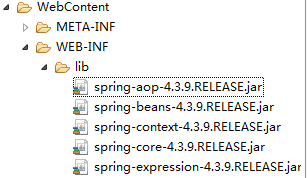 WebContent
META-INF
WEB-INF
lib
spring-aop-4.3.9.RELEASE.jar
spring-beans-4.3.9.RELEASE.jar
spring-context-4.3.9.RELEASE.jar
spring-core-4.3.9.RELEASE.jar
spring-expression-4.3.9.RELEASE.jar